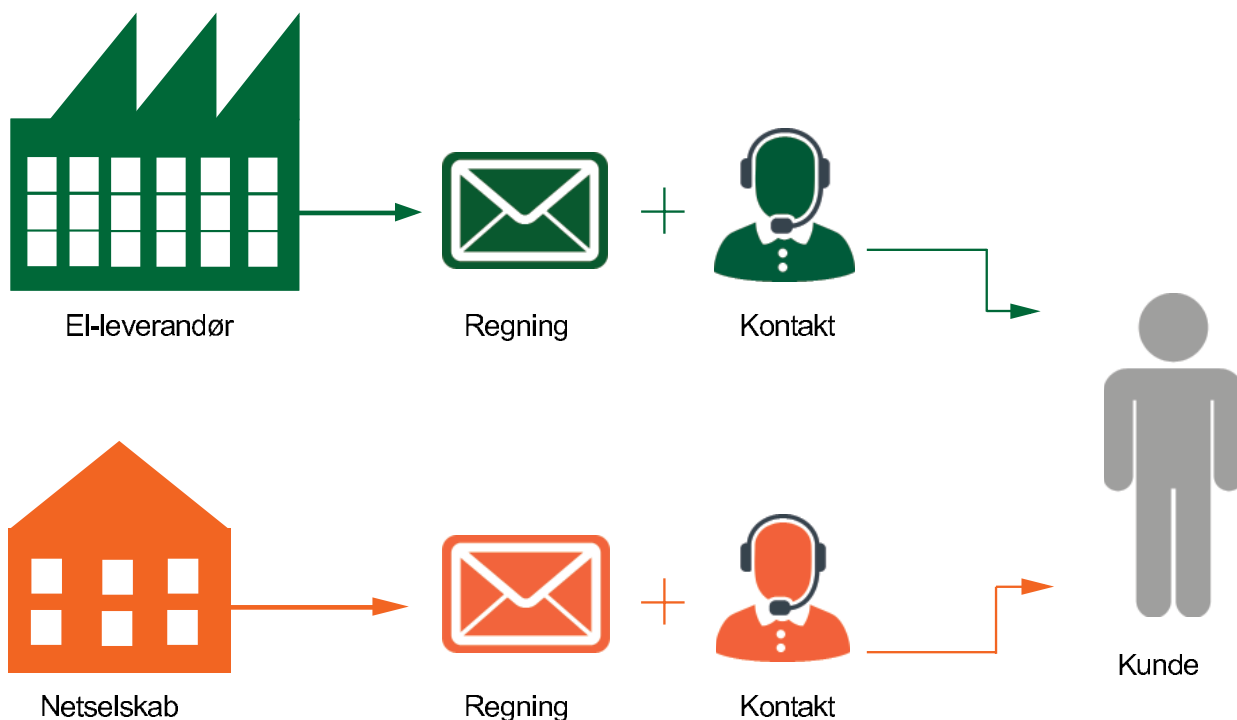 El-leverandør
Regning
Kontakt
Kunde
Netselskab
Regning
Kontakt